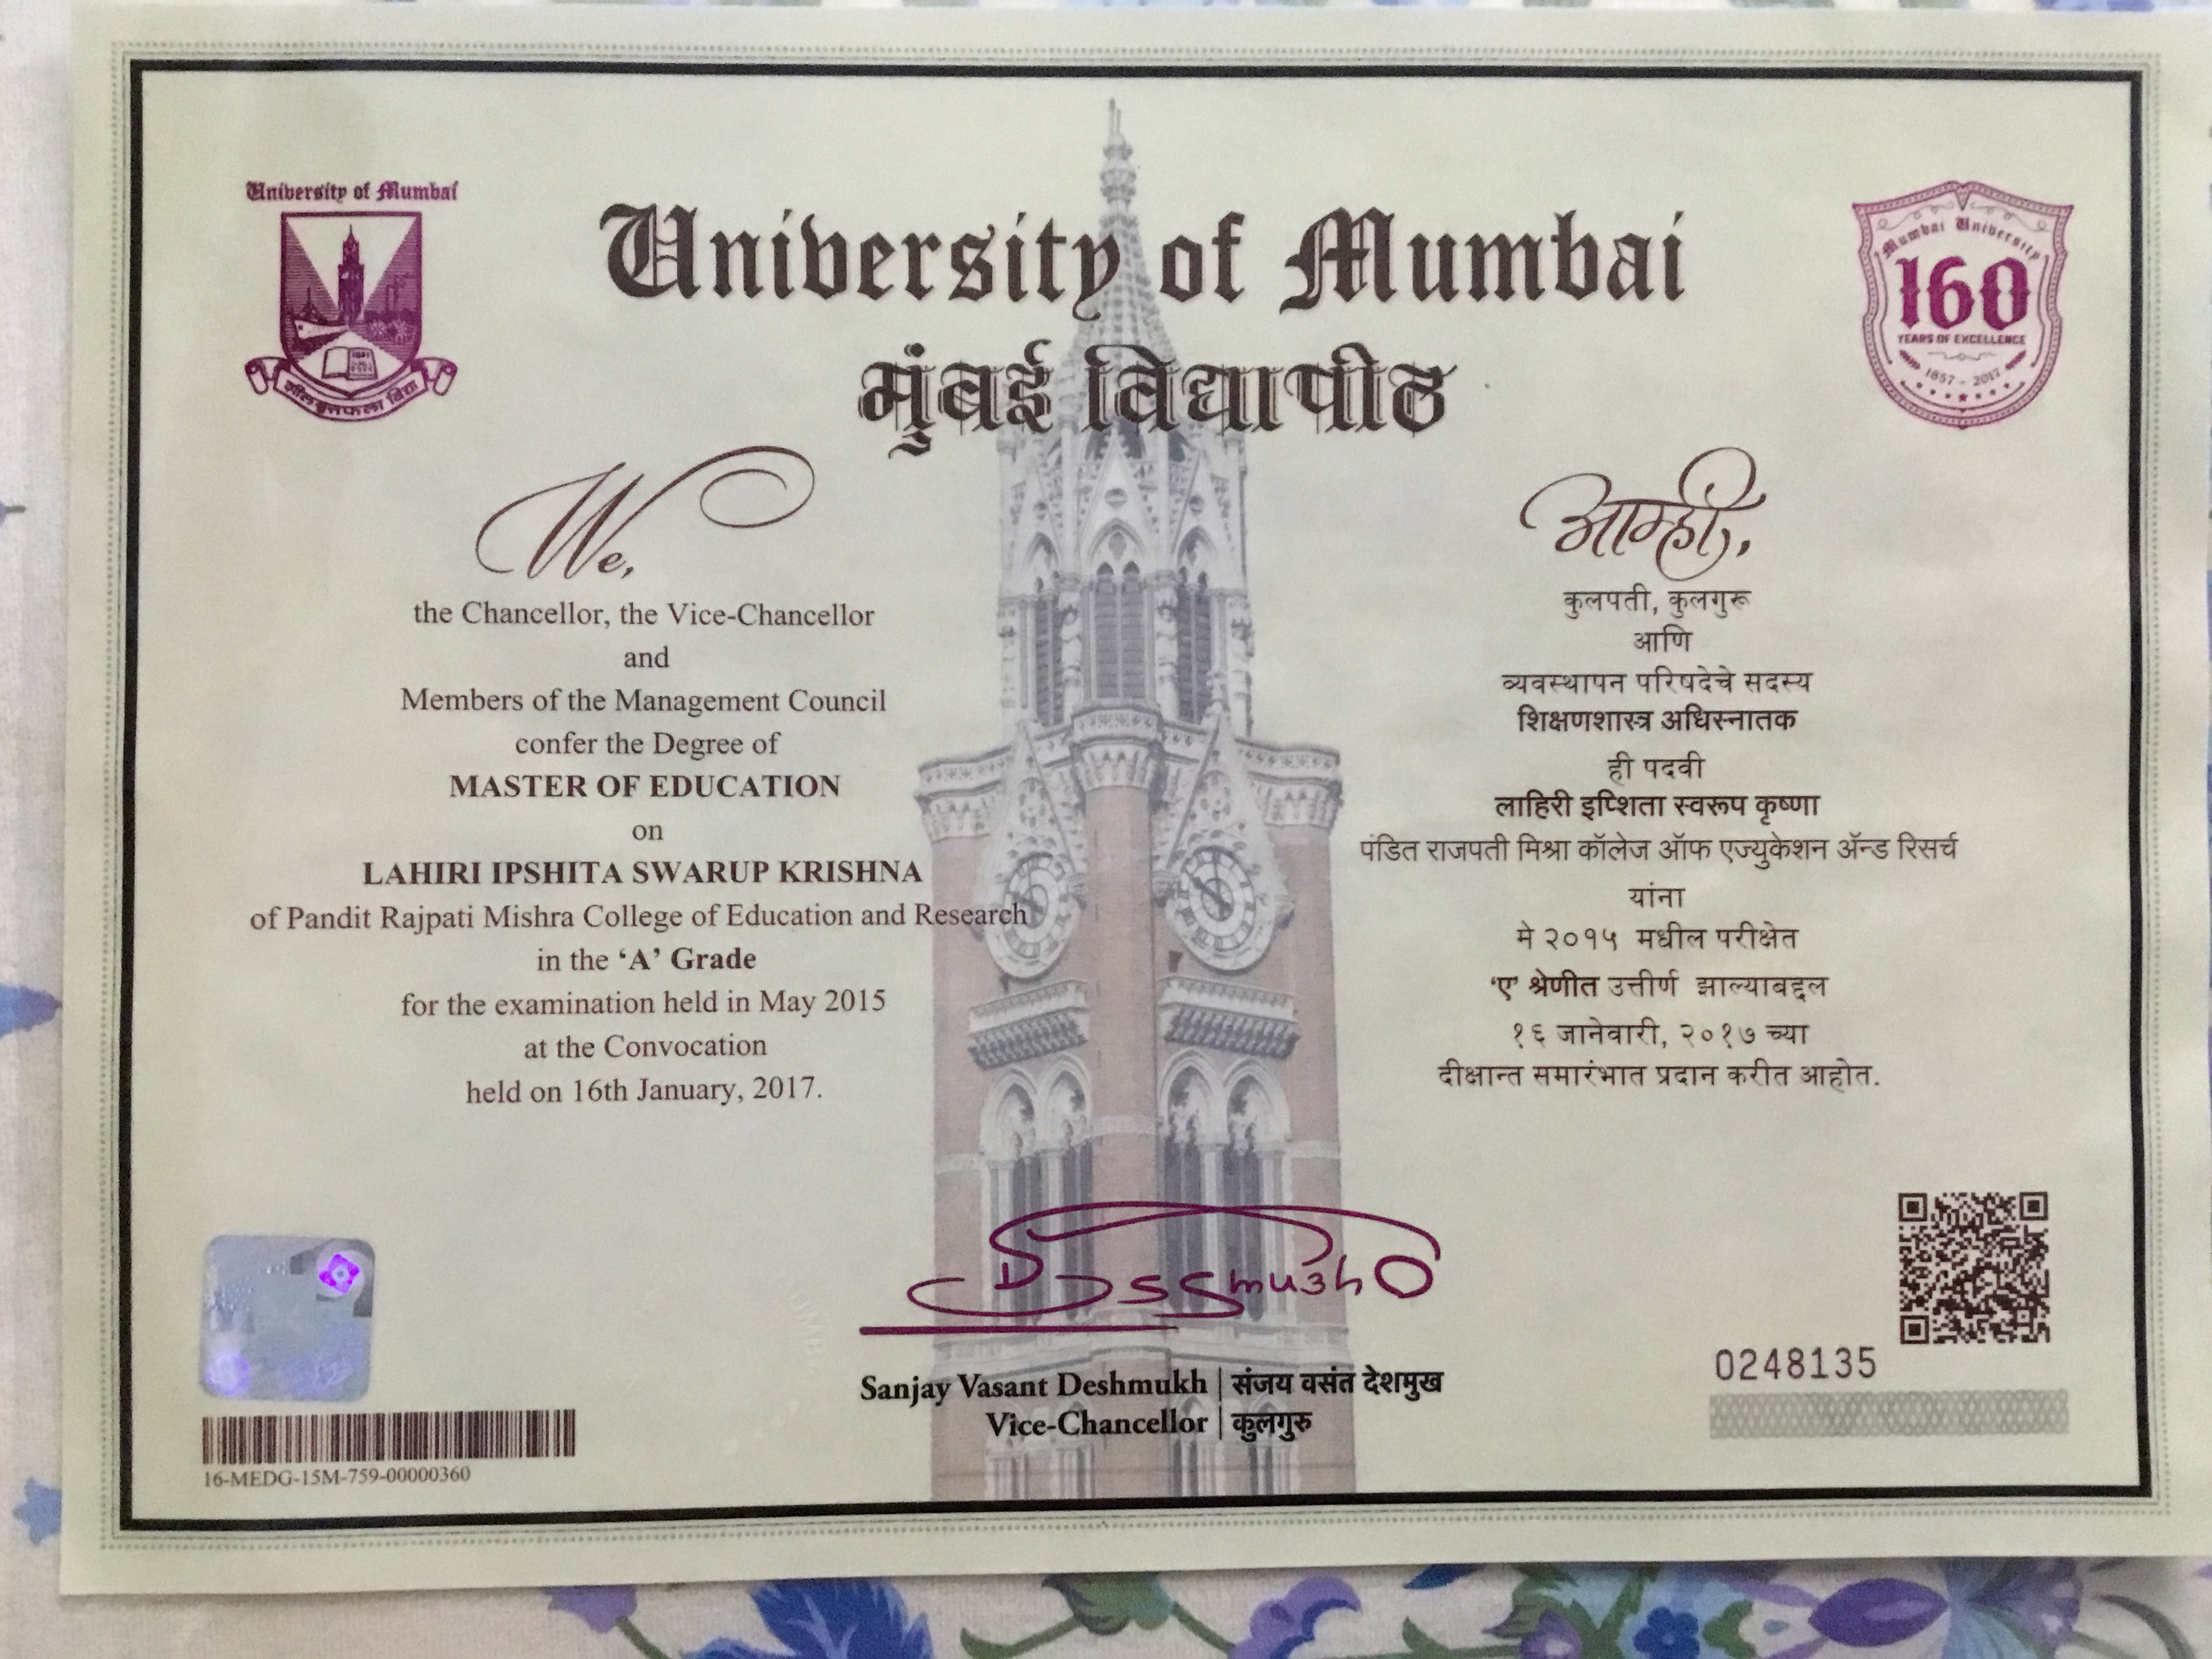 University of Mumbai
शीलवृत्तफला विद्या
Mumbai University
160
YEARS OF EXCELLENCE
1857 - 2017
University of Mumbai
मुंबई विद्यापीठ
We,
the Chancellor, the Vice-Chancellor
and
Members of the Management Council
confer the Degree of
MASTER OF EDUCATION
on
LAHIRI IPSHITA SWARUP KRISHNA
of Pandit Rajpati Mishra College of Education and Research
in the ‘A’ Grade
for the examination held in May 2015
at the Convocation
held on 16th January, 2017.
आम्ही,
कुलपती, कुलगुरू
आणि
व्यवस्थापन परिषदेचे सदस्य
शिक्षणशास्त्र अधिस्नातक
ही पदवी
लाहिरी इप्शिता स्वरूप कृष्णा
पंडित राजपती मिश्रा कॉलेज ऑफ एज्युकेशन ॲन्ड रिसर्च
यांना
मे २०१५ मधील परीक्षेत
‘ए’ श्रेणीत उत्तीर्ण झाल्याबद्दल
१६ जानेवारी, २०१७ च्या
दीक्षान्त समारंभात प्रदान करीत आहोत.
Sanjay Vasant Deshmukh | संजय वसंत देशमुख
Vice-Chancellor | कुलगुरु
0248135
16-MEDG-15M-759-00000360